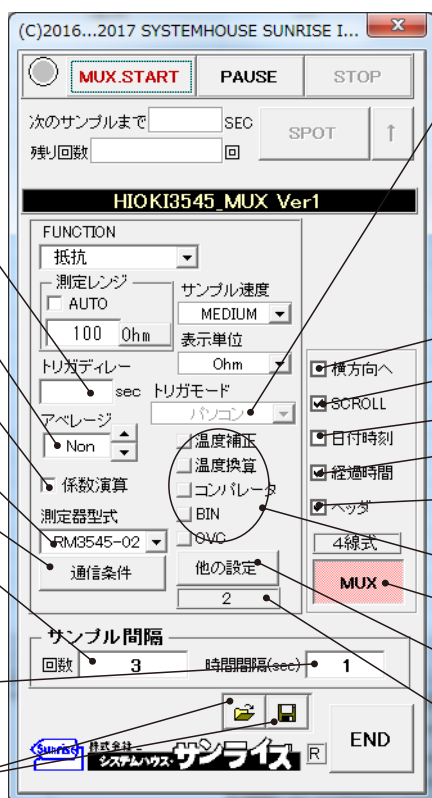 (C)2016...2017 SYSTEMHOUSE SUNRISE I...
MUX.START PAUSE STOP
次のサンプルまで SEC
残り回数 回
SPOT ↑
HIOKI3545_MUX Ver1
FUNCTION
抵抗
測定レンジ
AUTO
100 Ohm
サンプル速度
MEDIUM
表示単位
Ohm
トリガディレー
sec
トリガモード
パソコン
アベレージ
Non
係数演算
測定器型式
RM3545-02
通信条件
温度補正
温度換算
コンパレータ
BIN
OVC
他の設定
2
横方向へ
SCROLL
日付時刻
経過時間
ヘッダ
4線式
MUX
サンプル間隔
回数 3 時間間隔(sec) 1
Sunrise 株式会社 システムハウス・サンライズ R
END